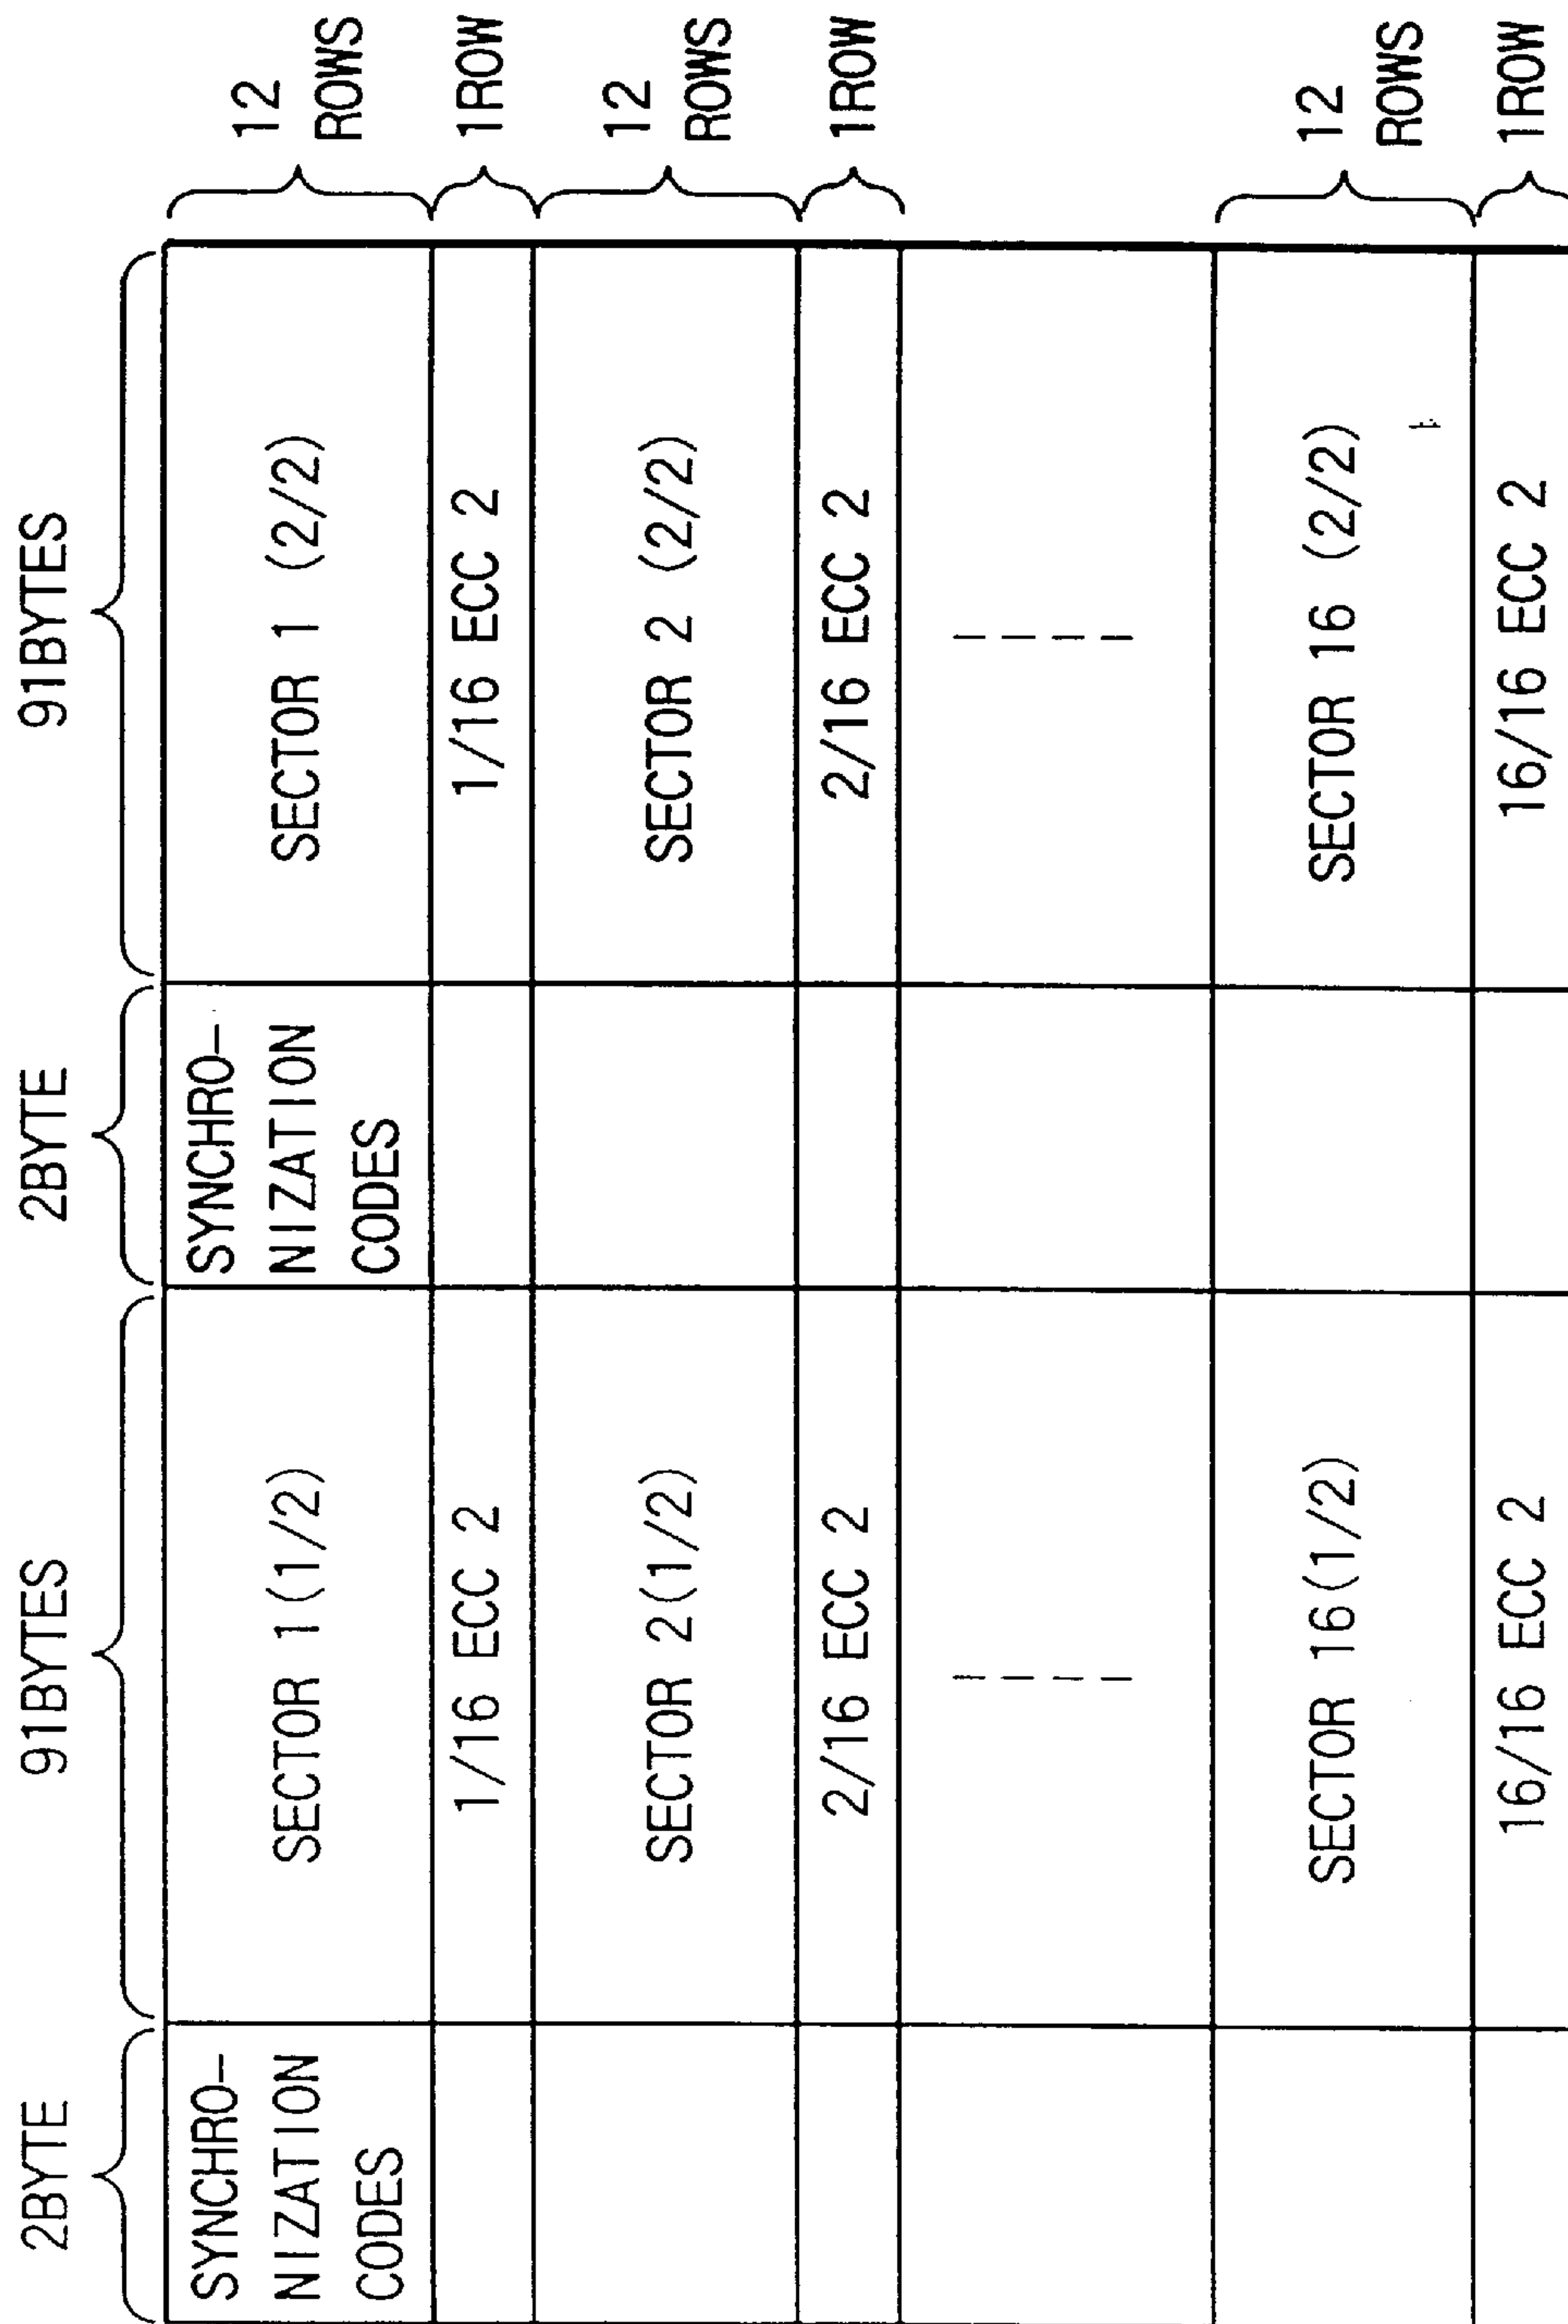 2BYTE
91BYTES
2BYTE
91BYTES
SYNCHRO-
NIZATION
CODES
SECTOR 1(1/2)
SYNCHRO-
NIZATION
CODES
SECTOR 1 (2/2)
12
ROWS
1/16 ECC 2
1/16 ECC 2
1ROW
SECTOR 2(1/2)
SECTOR 2 (2/2)
12
ROWS
2/16 ECC 2
2/16 ECC 2
1ROW
SECTOR 16(1/2)
SECTOR 16 (2/2)
12
ROWS
16/16 ECC 2
16/16 ECC 2
1ROW